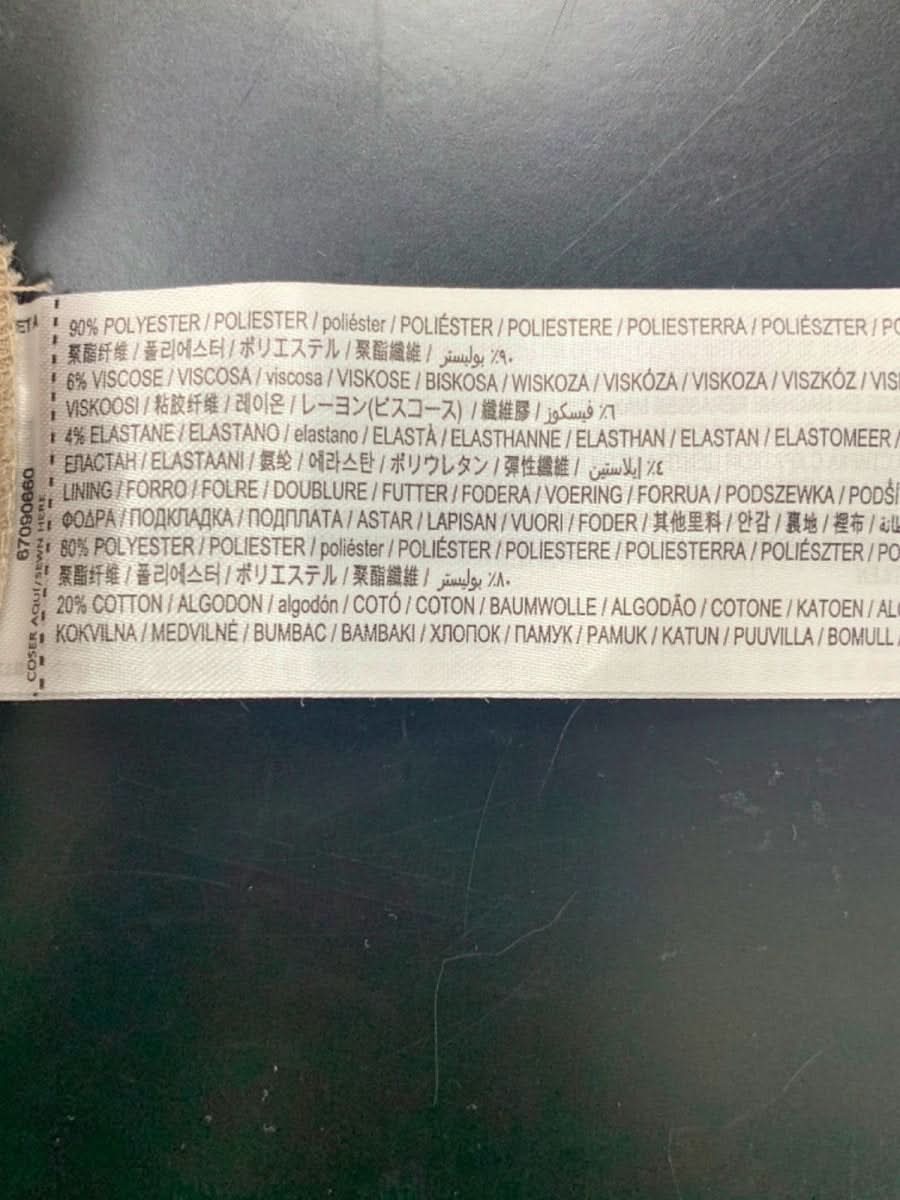 90% POLYESTER / POLIESTER / poliéster / POLIÉSTER / POLIESTERE / POLIESTERRA / POLIÉSZTER / PO
聚酯纤维 / 폴리에스터 / ポリエステル / 聚酯纖維 / ٩٠٪ بوليستر
6% VISCOSE / VISCOSA / viscosa / VISKOSE / BISKOSA / WISKOZA / VISKÓZA / VISKOZA / VISZKÓZ / VIS
VISKOOSI / 粘胶纤维 / 레이온 / レーヨン(ビスコース) / 纖維膠 / ٦٪ فيسكوز
4% ELASTANE / ELASTANO / elastano / ELASTÀ / ELASTHANNE / ELASTHAN / ELASTAN / ELASTOMEER /
ЕЛАСТАН / ELASTAANI / 氨纶 / 에라스탄 / ポリウレタン / 彈性纖維 / ٤٪ إيلاستين
LINING / FORRO / FOLRE / DOUBLURE / FUTTER / FODERA / VOERING / FORRUA / PODSZEWKA / PODŠÍ
ΦΟΔΡΑ / ПОДКЛАДКА / ПОДПЛАТА / ASTAR / LAPISAN / VUORI / FODER / 其他里料 / 안감 / 裏地 / 裡布 /
80% POLYESTER / POLIESTER / poliéster / POLIÉSTER / POLIESTERE / POLIESTERRA / POLIÉSZTER / PO
聚酯纤维 / 폴리에스터 / ポリエステル / 聚酯纖維 / ٨٠٪ بوليستر
20% COTTON / ALGODON / algodón / COTÓ / COTON / BAUMWOLLE / ALGODÃO / COTONE / KATOEN / ALG
KOKVILNA / MEDVILNĖ / BUMBAC / BAMBAKI / ХЛОПОК / ПАМУК / PAMUK / KATUN / PUUVILLA / BOMULL /
67090660
COSER AQUÍ / SEWN HERE